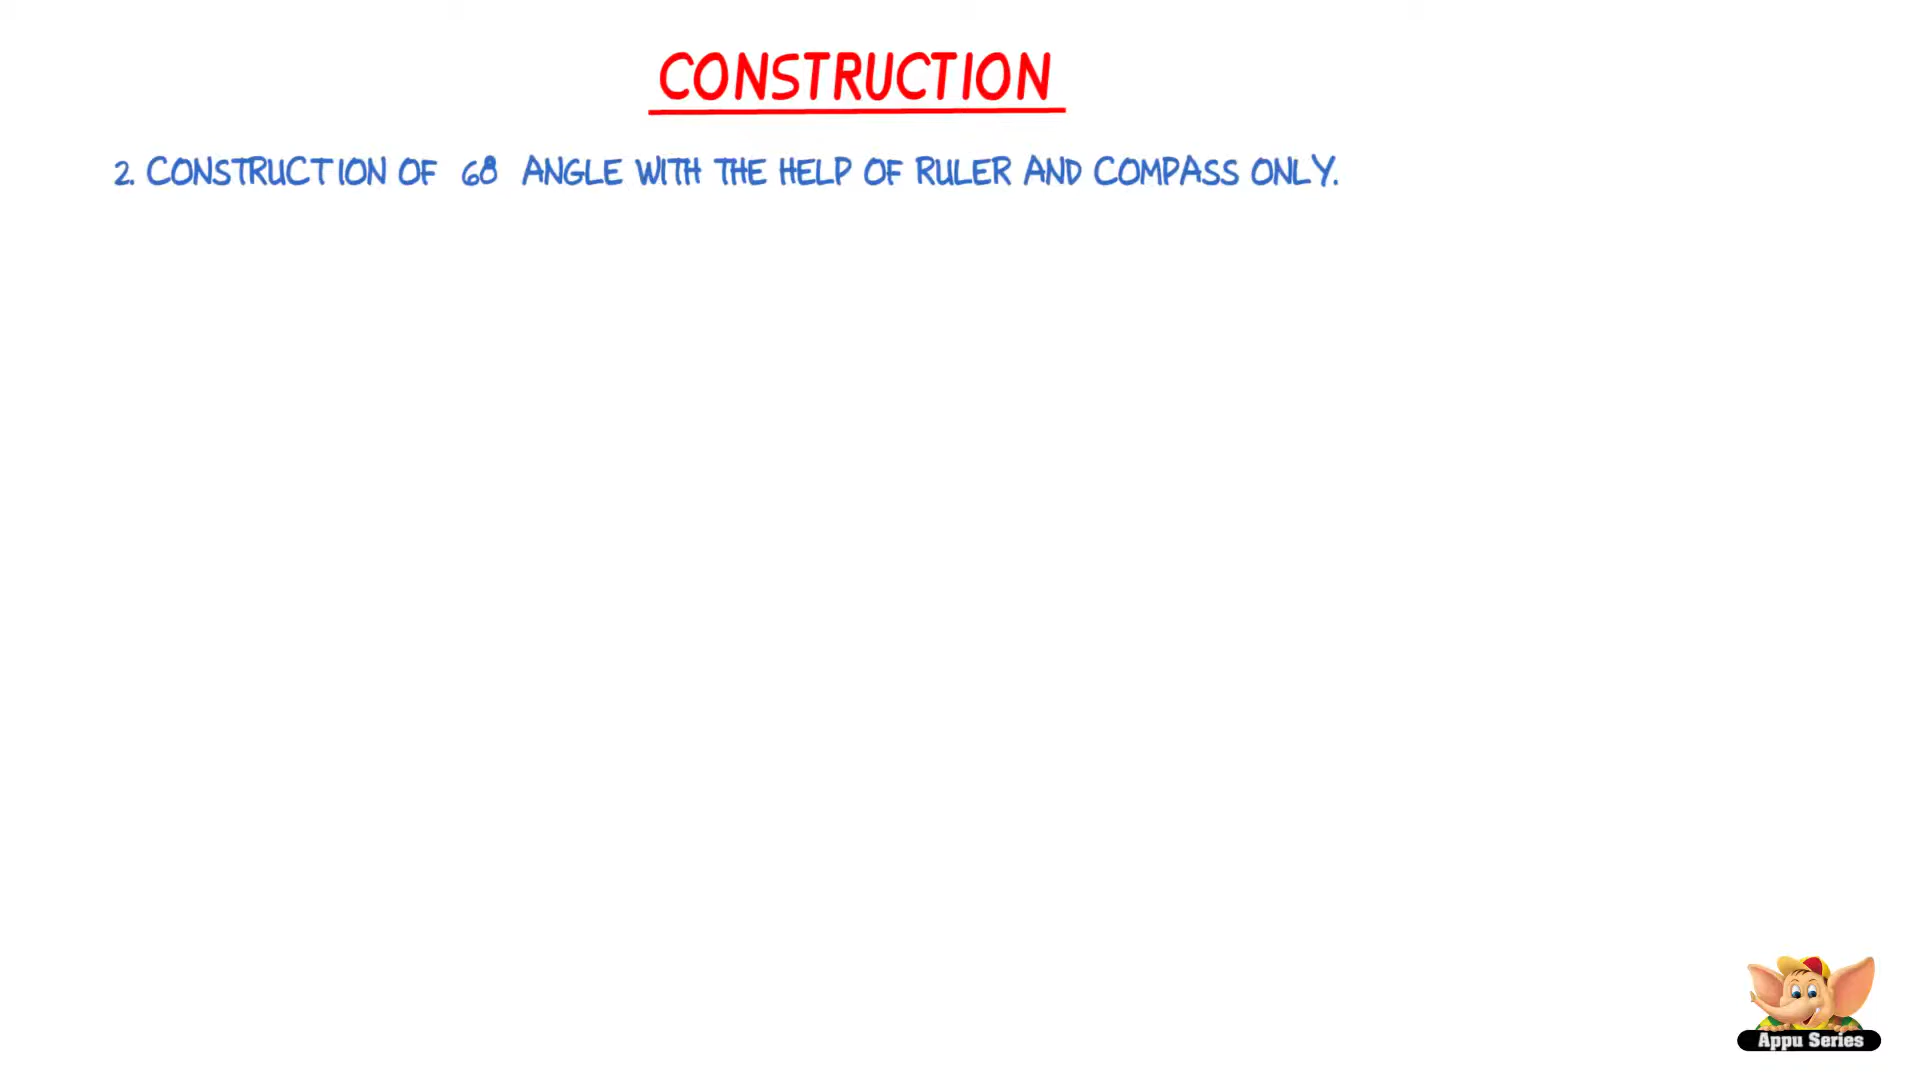 CONSTRUCTION
2. CONSTRUCTION OF 68 ANGLE WITH THE HELP OF RULER AND COMPASS ONLY.
Appu Series